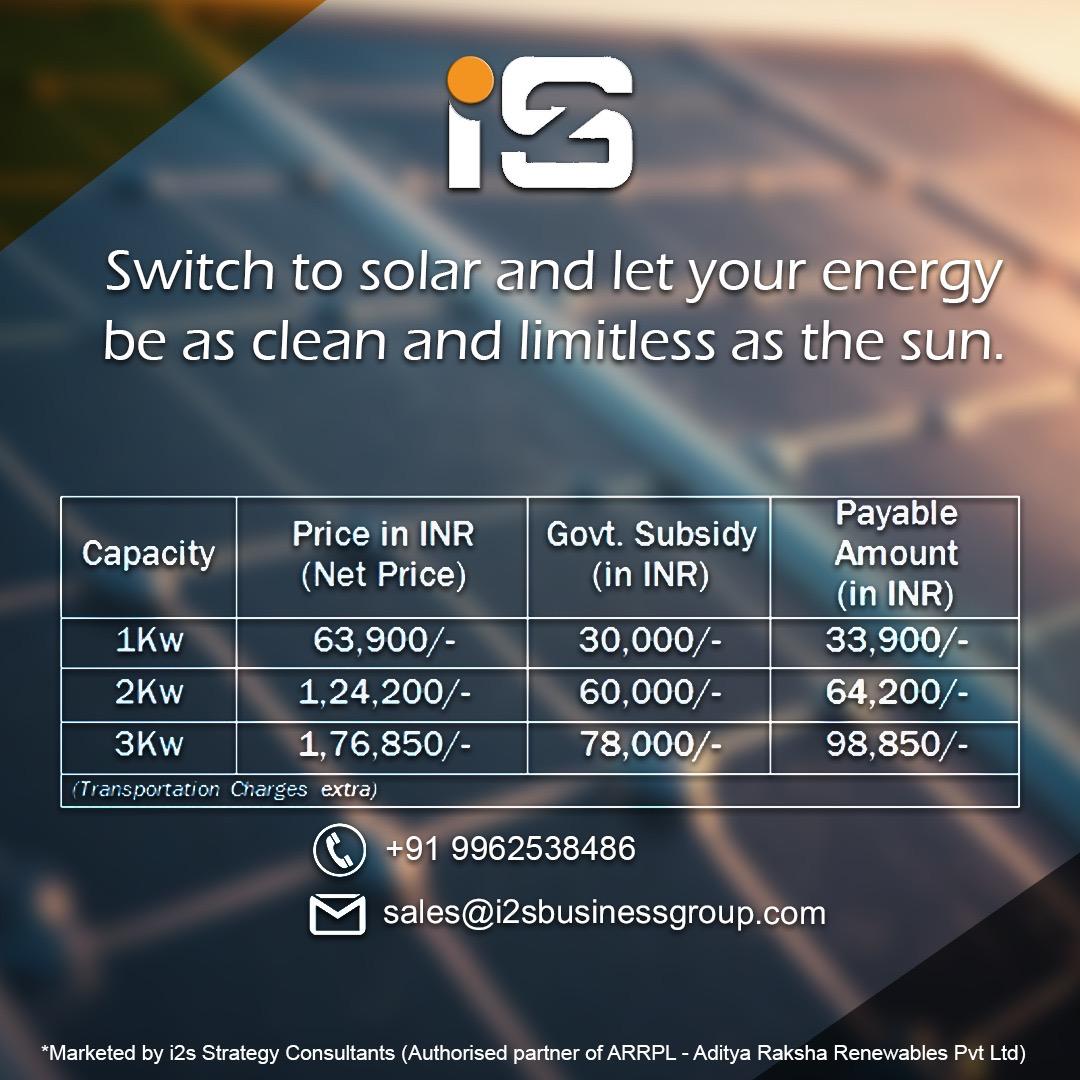 i2S
Switch to solar and let your energy
be as clean and limitless as the sun.
Capacity
Price in INR
(Net Price)
Govt. Subsidy
(in INR)
Payable
Amount
(in INR)
1Kw 63,900/- 30,000/- 33,900/-
2Kw 1,24,200/- 60,000/- 64,200/-
3Kw 1,76,850/- 78,000/- 98,850/-
(Transportation Charges extra)
+91 9962538486
sales@i2sbusinessgroup.com
*Marketed by i2s Strategy Consultants (Authorised partner of ARRPL - Aditya Raksha Renewables Pvt Ltd)